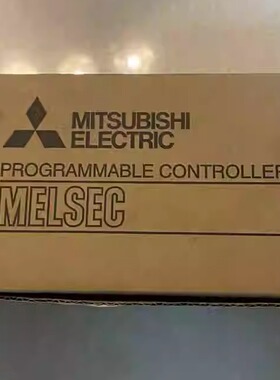 MITSUBISHI
ELECTRIC
PROGRAMMABLE CONTROLLER
MELSEC